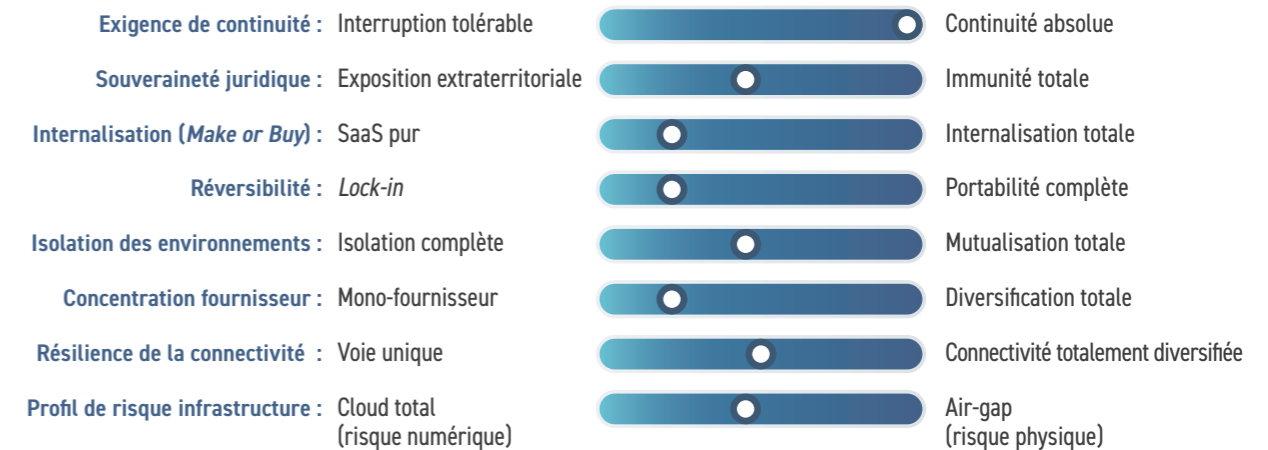 Exigence de continuité : Interruption tolérable Continuité absolue
Souveraineté juridique : Exposition extraterritoriale Immunité totale
Internalisation (Make or Buy) : SaaS pur Internalisation totale
Réversibilité : Lock-in Portabilité complète
Isolation des environnements : Isolation complète Mutualisation totale
Concentration fournisseur : Mono-fournisseur Diversification totale
Résilience de la connectivité : Voie unique Connectivité totalement diversifiée
Profil de risque infrastructure : Cloud total Air-gap
(risque numérique) (risque physique)